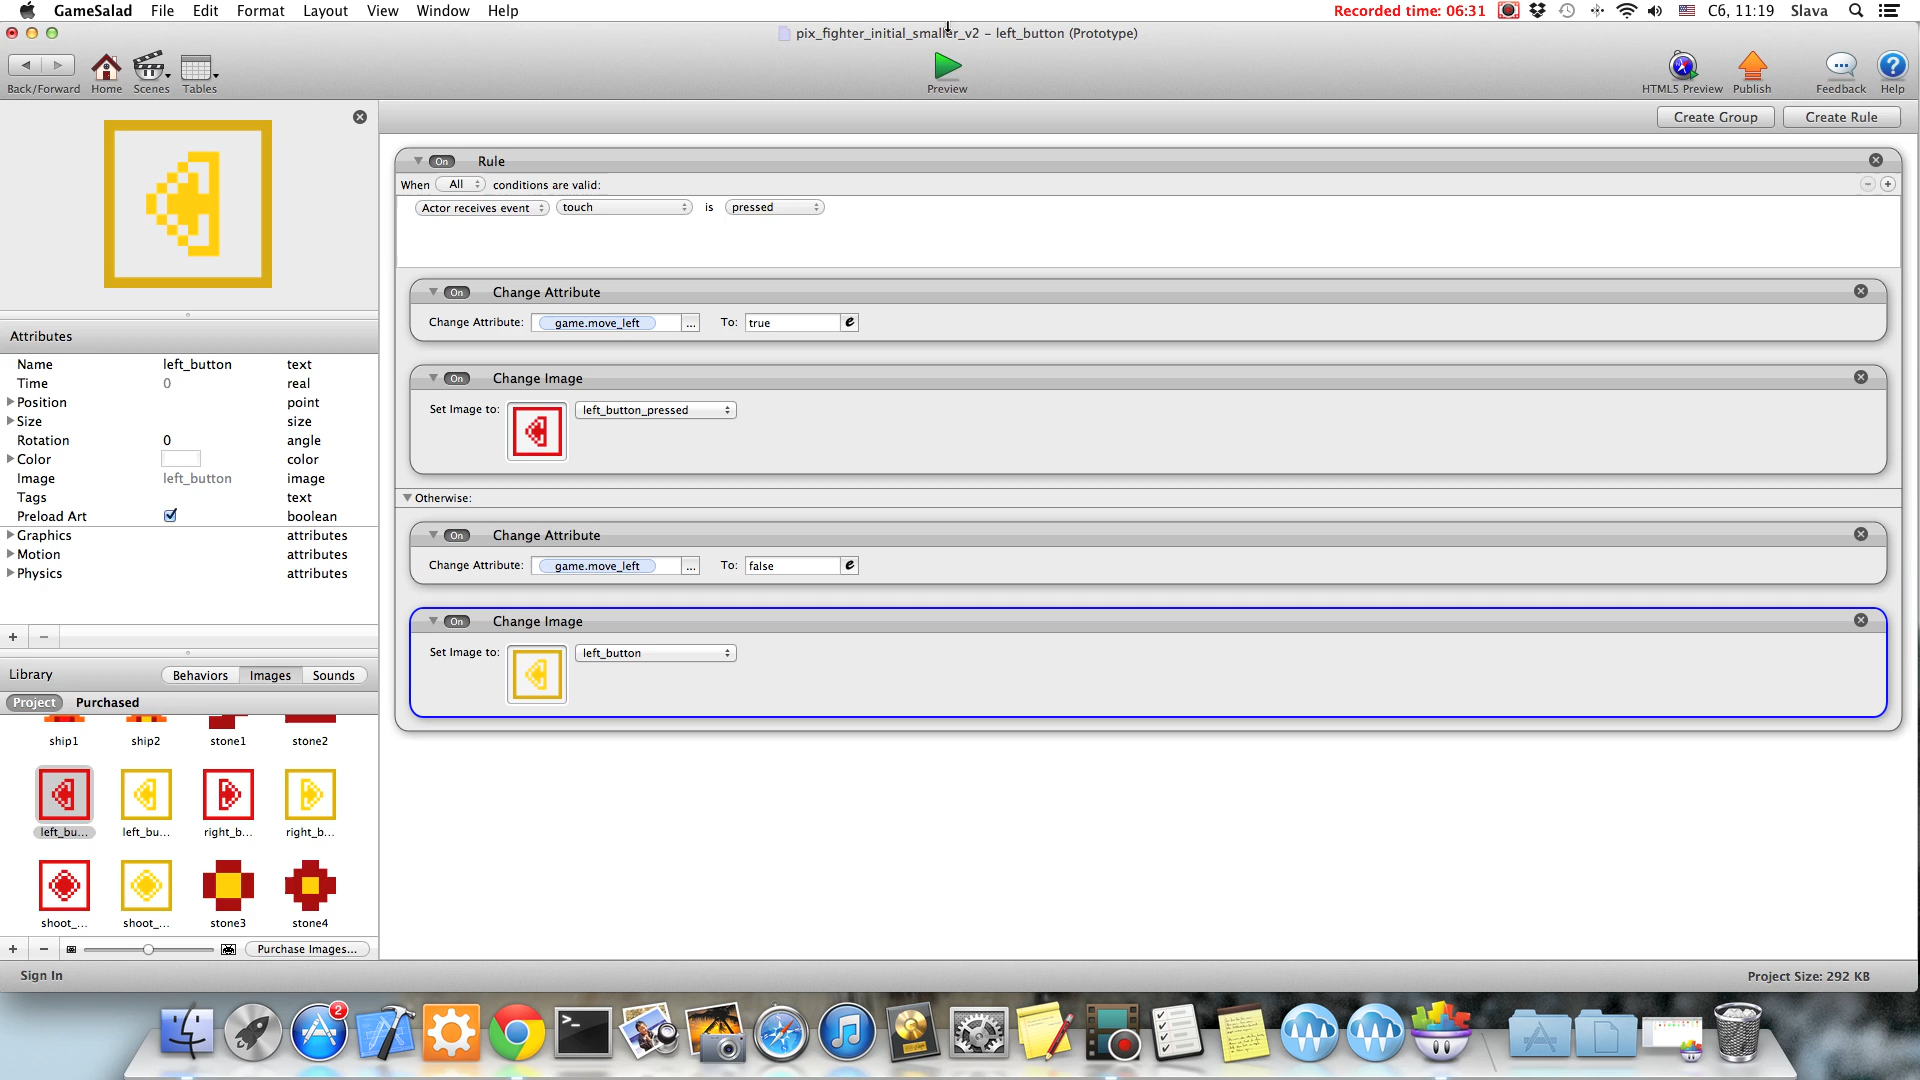 GameSalad File Edit Format Layout View Window Help Recorded time: 06:31 C6, 11:19 Slava
pix_fighter_initial_smaller_v2 – left_button (Prototype)
Back/Forward Home Scenes Tables Preview HTML5 Preview Publish Feedback Help
Create Group Create Rule
On Rule
When All conditions are valid:
Actor receives event touch is pressed
On Change Attribute
Change Attribute: game.move_left ... To: true e
On Change Image
Set Image to: left_button_pressed
Otherwise:
On Change Attribute
Change Attribute: game.move_left ... To: false e
On Change Image
Set Image to: left_button
Attributes
Name left_button text
Time 0 real
Position point
Size size
Rotation 0 angle
Color color
Image left_button image
Tags text
Preload Art boolean
Graphics attributes
Motion attributes
Physics attributes
Library Behaviors Images Sounds
Project Purchased
ship1 ship2 stone1 stone2
left_bu... left_bu... right_b... right_b...
shoot_... shoot_... stone3 stone4
Purchase Images...
Sign In Project Size: 292 KB
2